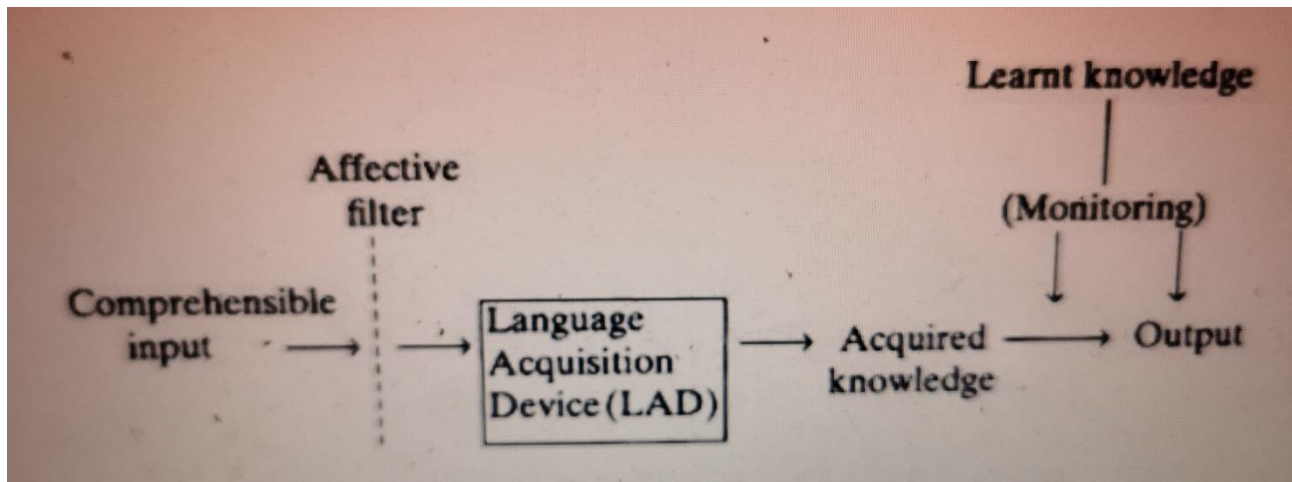 Learnt knowledge
Affective
filter
(Monitoring)
Comprehensible
input
Language
Acquisition
Device (LAD)
Acquired
knowledge
Output